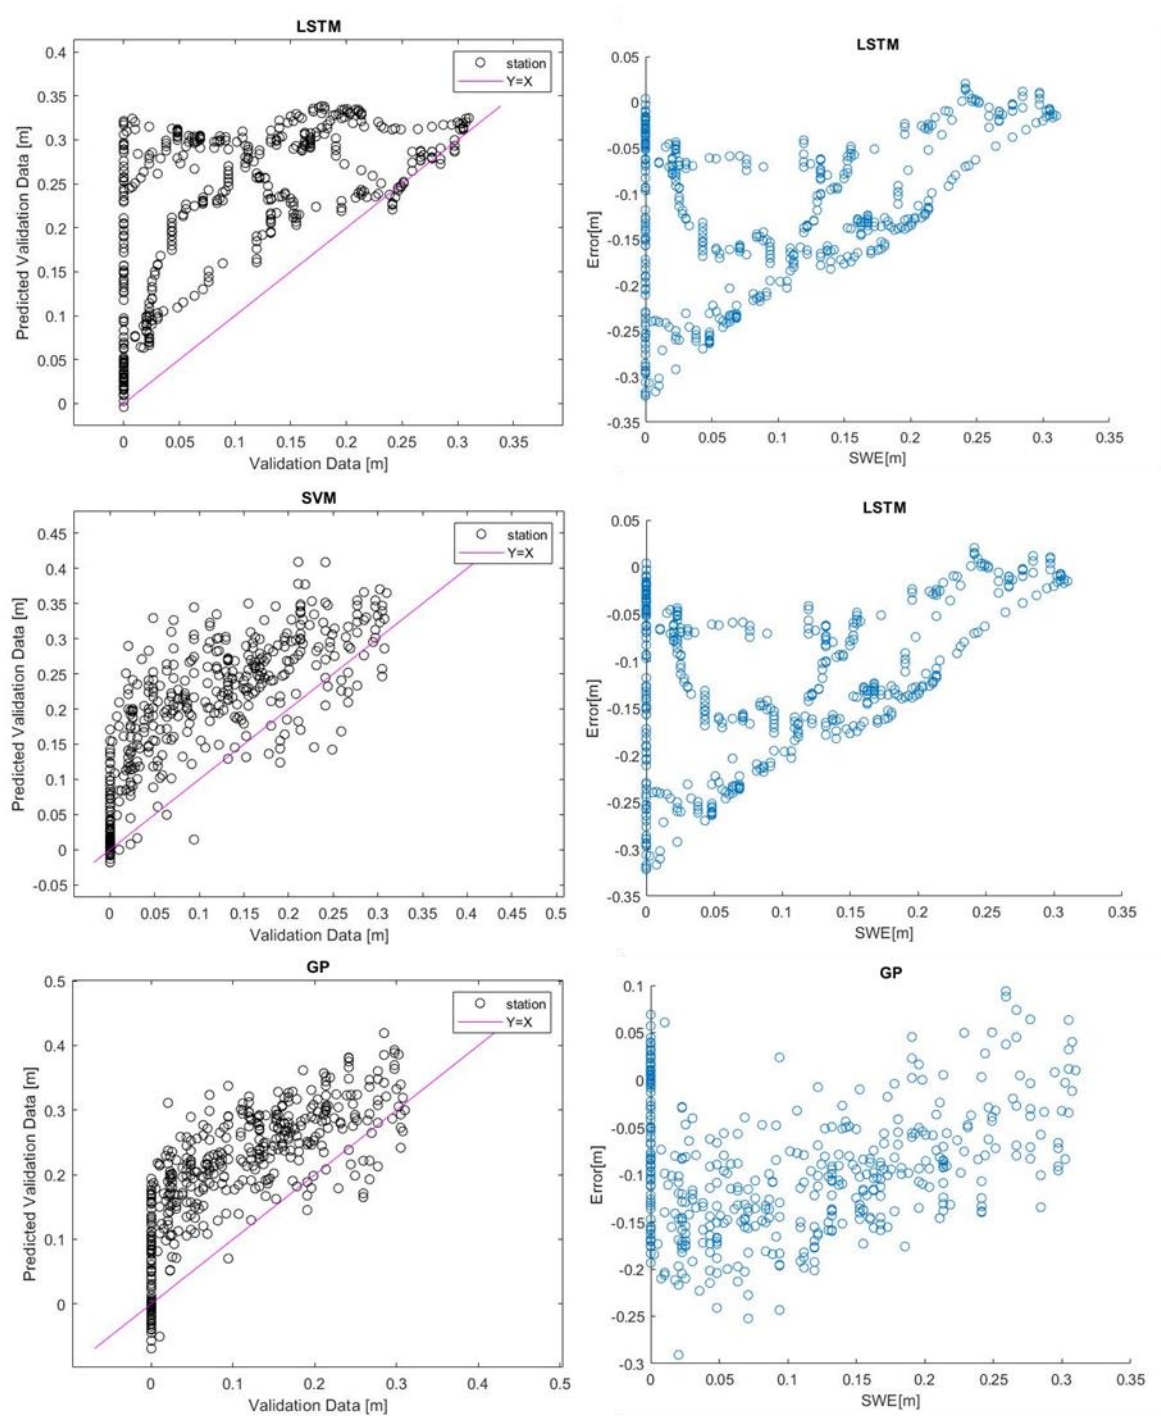 LSTM
0.4
0.35
0.3
0.25
0.2
0.15
0.1
0.05
0
Predicted Validation Data [m]
station
Y=X
0 0.05 0.1 0.15 0.2 0.25 0.3 0.35
Validation Data [m]
LSTM
0.05
0
-0.05
-0.1
-0.15
-0.2
-0.25
-0.3
-0.35
Error[m]
0 0.05 0.1 0.15 0.2 0.25 0.3 0.35
SWE[m]
SVM
0.45
0.4
0.35
0.3
0.25
0.2
0.15
0.1
0.05
0
-0.05
Predicted Validation Data [m]
station
Y=X
0 0.05 0.1 0.15 0.2 0.25 0.3 0.35 0.4 0.45 0.5
Validation Data [m]
LSTM
0.05
0
-0.05
-0.1
-0.15
-0.2
-0.25
-0.3
-0.35
Error[m]
0 0.05 0.1 0.15 0.2 0.25 0.3 0.35
SWE[m]
GP
0.5
0.4
0.3
0.2
0.1
0
Predicted Validation Data [m]
station
Y=X
0 0.1 0.2 0.3 0.4 0.5
Validation Data [m]
GP
0.1
0.05
0
-0.05
-0.1
-0.15
-0.2
-0.25
-0.3
Error[m]
0 0.05 0.1 0.15 0.2 0.25 0.3 0.35
SWE[m]